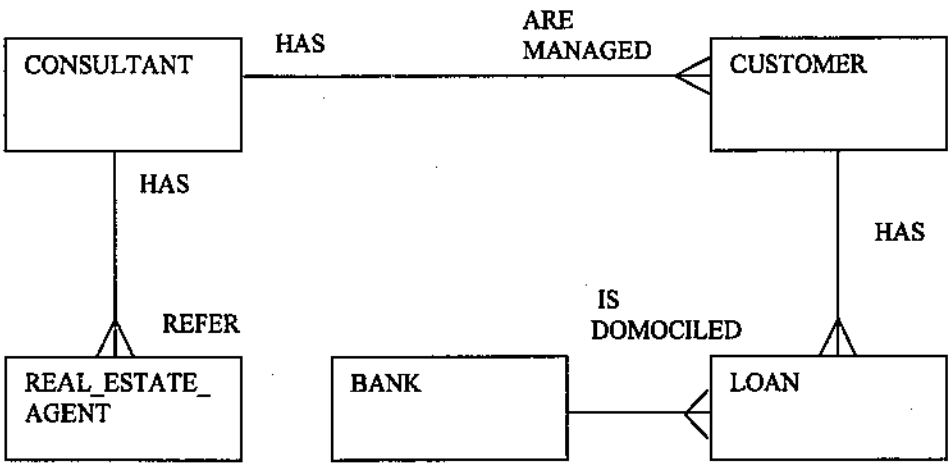 ARE
HAS
MANAGED
CONSULTANT
CUSTOMER
HAS
HAS
IS
REFER
DOMOCILED
REAL_ESTATE_
AGENT
BANK
LOAN